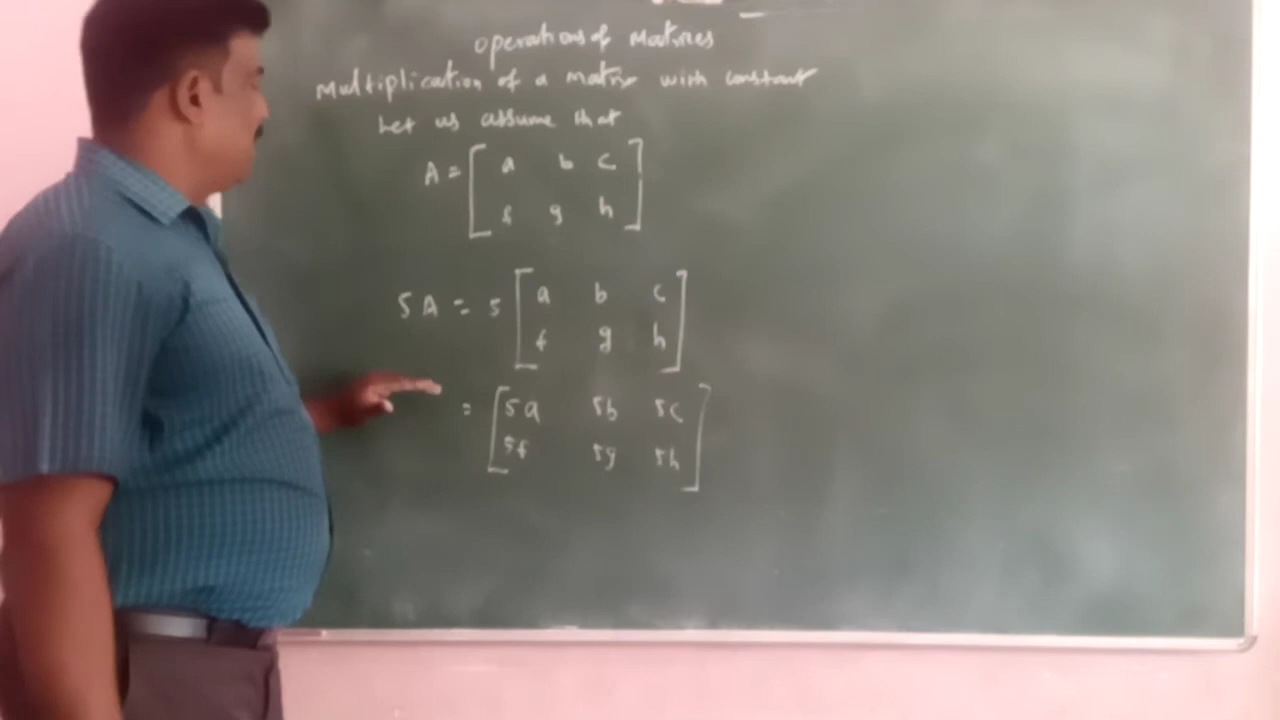 Operations of Matrices
Multiplication of a Matrix with constant
Let us assume that
A = [ a b c
f g h ]
5A = 5 [ a b c
f g h ]
= [ 5a 5b 5c
5f 5g 5h ]